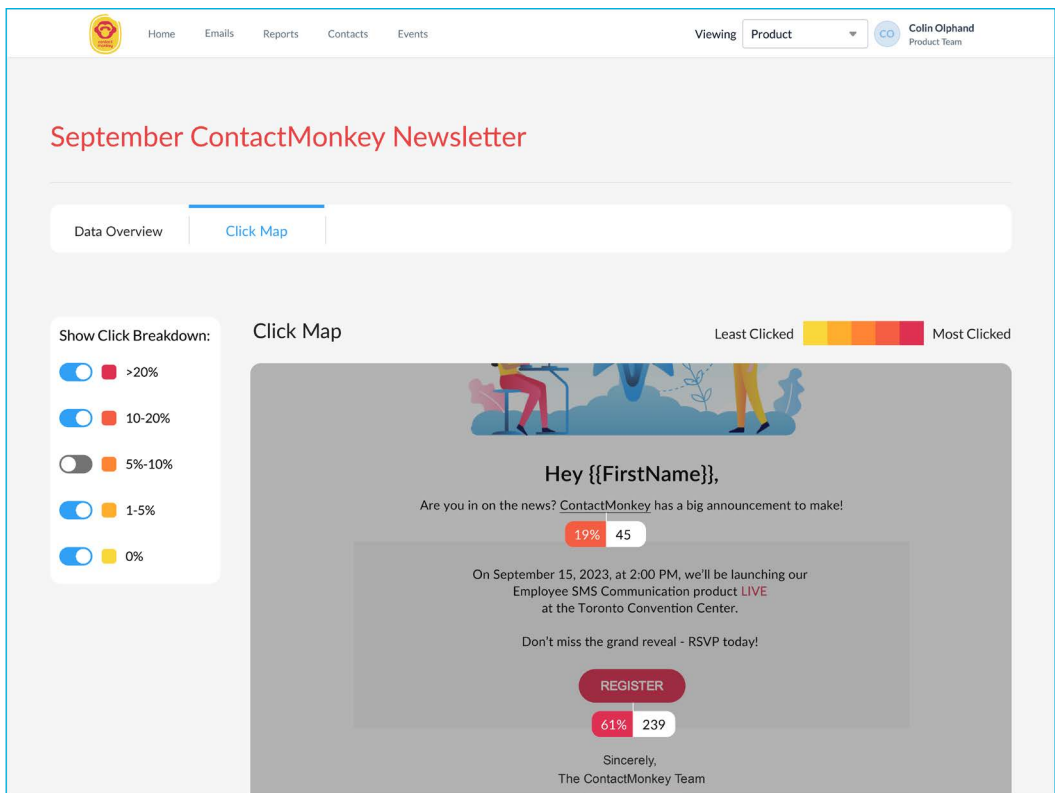 contact monkey
Home Emails Reports Contacts Events
Viewing Product CO Colin Olphand
Product Team
September ContactMonkey Newsletter
Data Overview Click Map
Show Click Breakdown:
>20%
10-20%
5%-10%
1-5%
0%
Click Map
Least Clicked Most Clicked
Hey {{FirstName}},
Are you in on the news? ContactMonkey has a big announcement to make!
19% 45
On September 15, 2023, at 2:00 PM, we'll be launching our
Employee SMS Communication product LIVE
at the Toronto Convention Center.
Don't miss the grand reveal - RSVP today!
REGISTER
61% 239
Sincerely,
The ContactMonkey Team